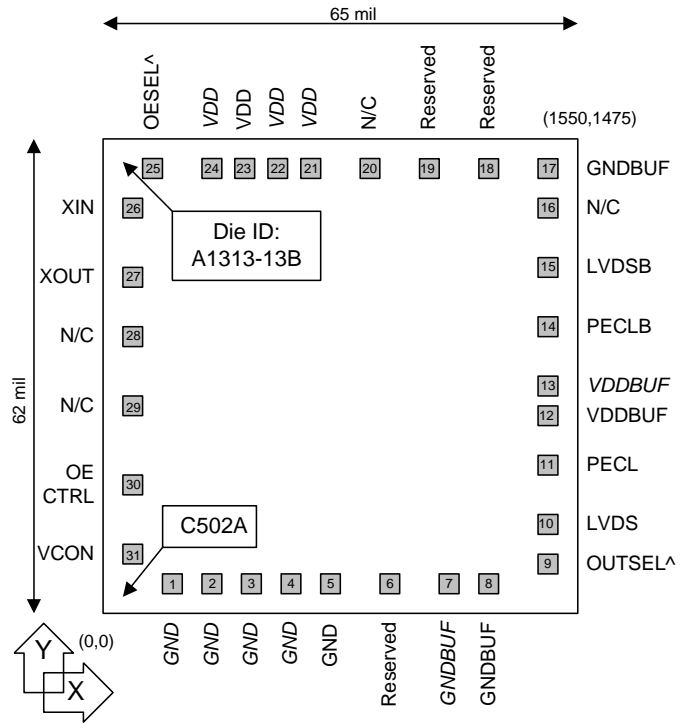 65 mil
OESEL^
VDD
VDD
VDD
VDD
N/C
Reserved
Reserved
(1550,1475)
25
24
23
22
21
20
19
18
17
GNDBUF
XIN
26
Die ID:
A1313-13B
16
N/C
XOUT
27
15
LVDSB
N/C
28
14
PECLB
62 mil
13
VDDBUF
N/C
29
12
VDDBUF
11
PECL
OE
CTRL
30
C502A
10
LVDS
VCON
31
9
OUTSEL^
1
2
3
4
5
6
7
8
GND
GND
GND
GND
GND
Reserved
GNDBUF
GNDBUF
Y
(0,0)
X